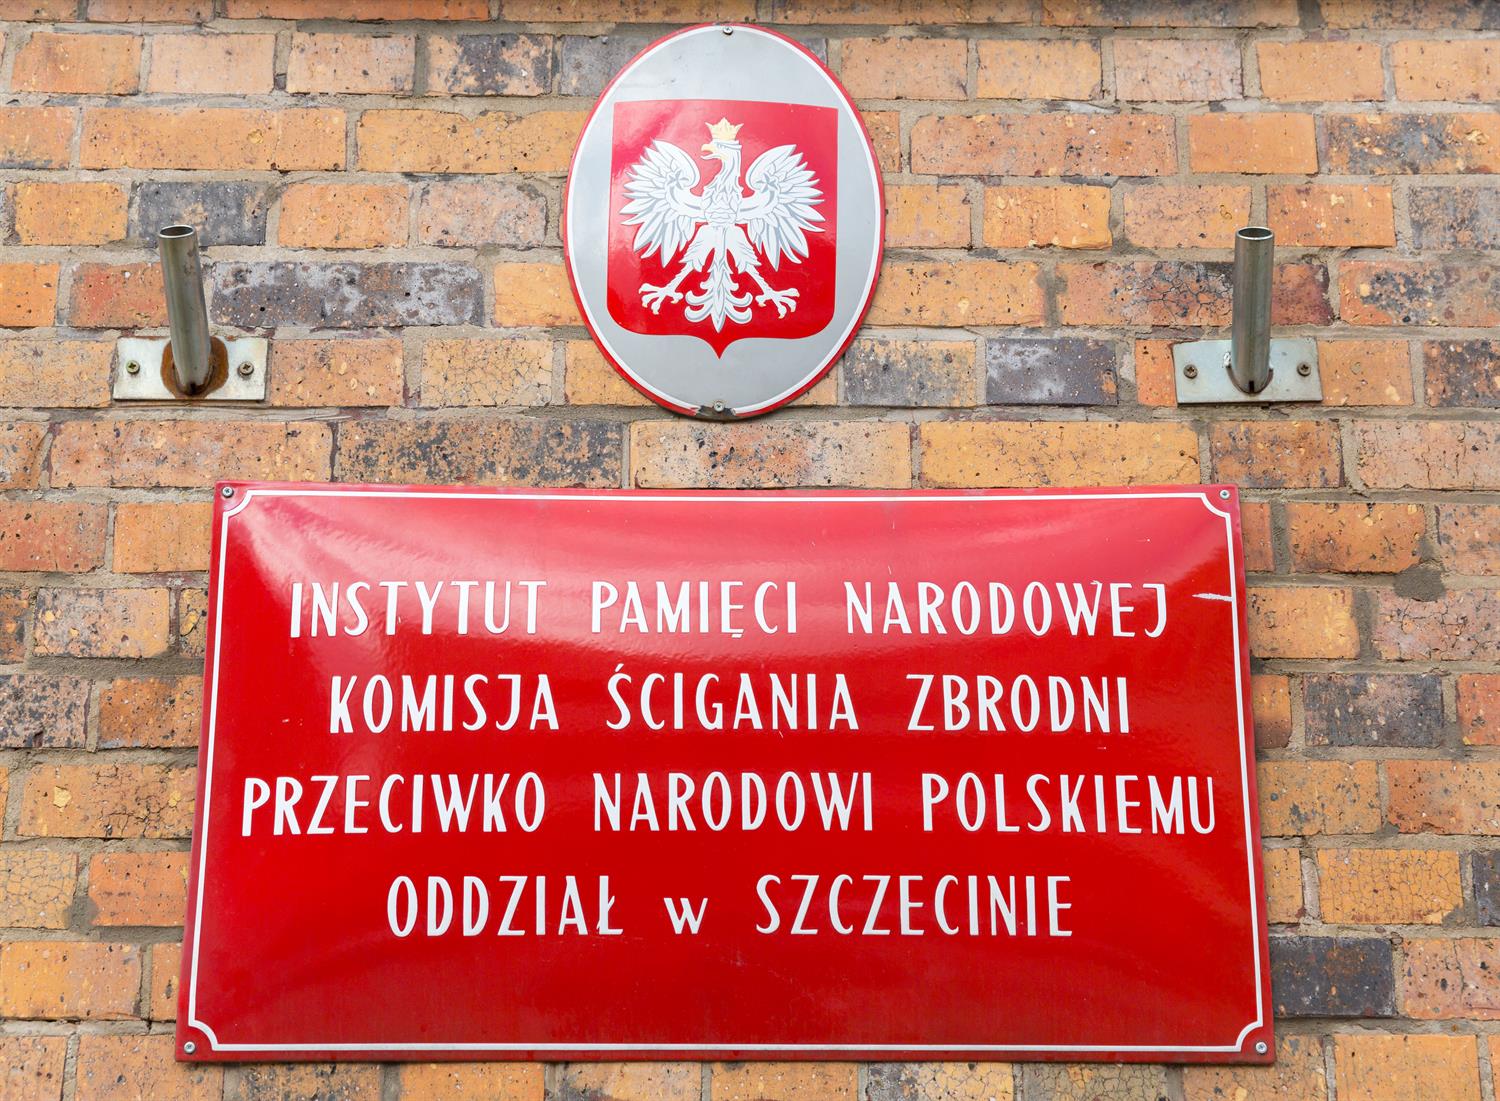 INSTYTUT PAMIĘCI NARODOWEJ
KOMISJA ŚCIGANIA ZBRODNI
PRZECIWKO NARODOWI POLSKIEMU
ODDZIAŁ w SZCZECINIE